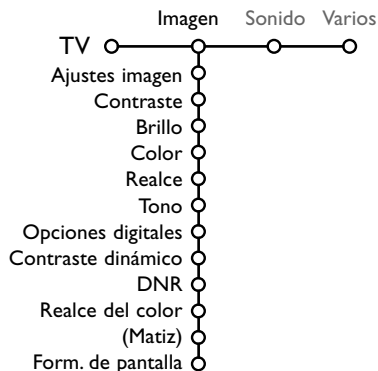 Imagen Sonido Varios
TV
Ajustes imagen
Contraste
Brillo
Color
Realce
Tono
Opciones digitales
Contraste dinámico
DNR
Realce del color
(Matiz)
Form. de pantalla